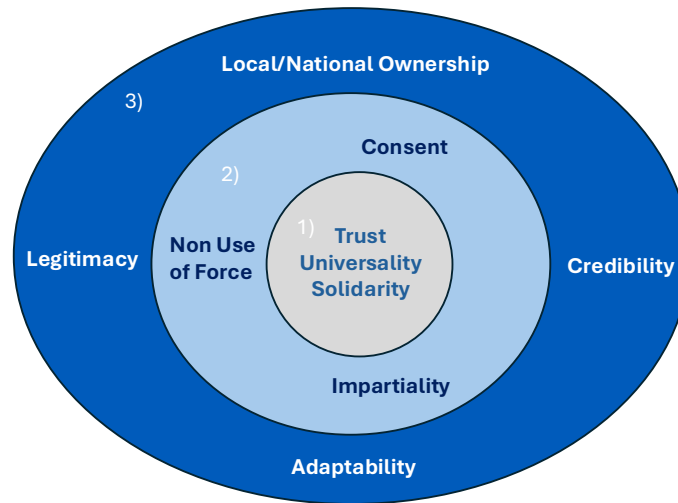 Local/National Ownership
3)
Consent
2)
1)
Trust
Universality
Solidarity
Non Use
of Force
Legitimacy
Credibility
Impartiality
Adaptability